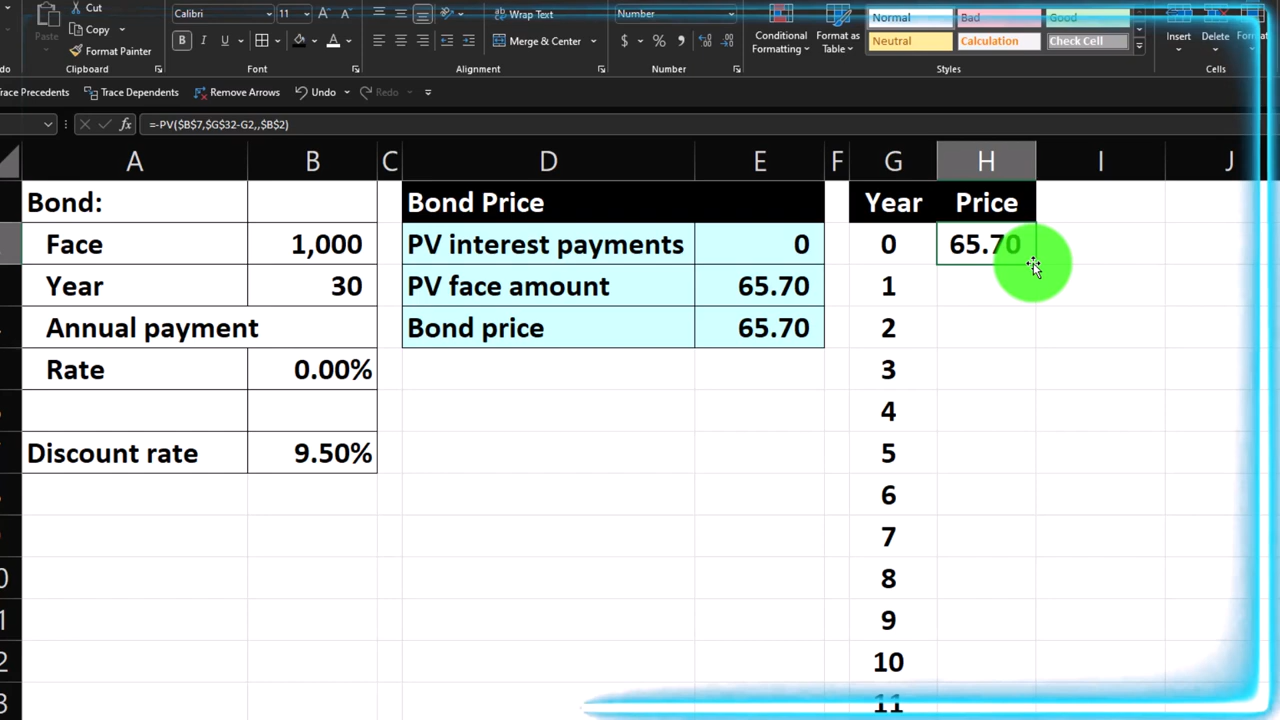 Cut
Copy
Format Painter
Paste
Clipboard
Calibri 11
B I U
Font
Wrap Text
Merge & Center
Alignment
Number
$ % ,
Number
Conditional Formatting
Format as Table
Normal Bad Good
Neutral Calculation Check Cell
Styles
Insert Delete Format
Cells
Trace Dependents Remove Arrows Undo Redo
fx =-PV($B$7,$G$32-G2,,$B$2)
A B C D E F G H I J
Bond: Bond Price Year Price
Face 1,000 PV interest payments 0 0 65.70
Year 30 PV face amount 65.70 1
Annual payment Bond price 65.70 2
Rate 0.00% 3
4
Discount rate 9.50% 5
6
7
8
9
10
11